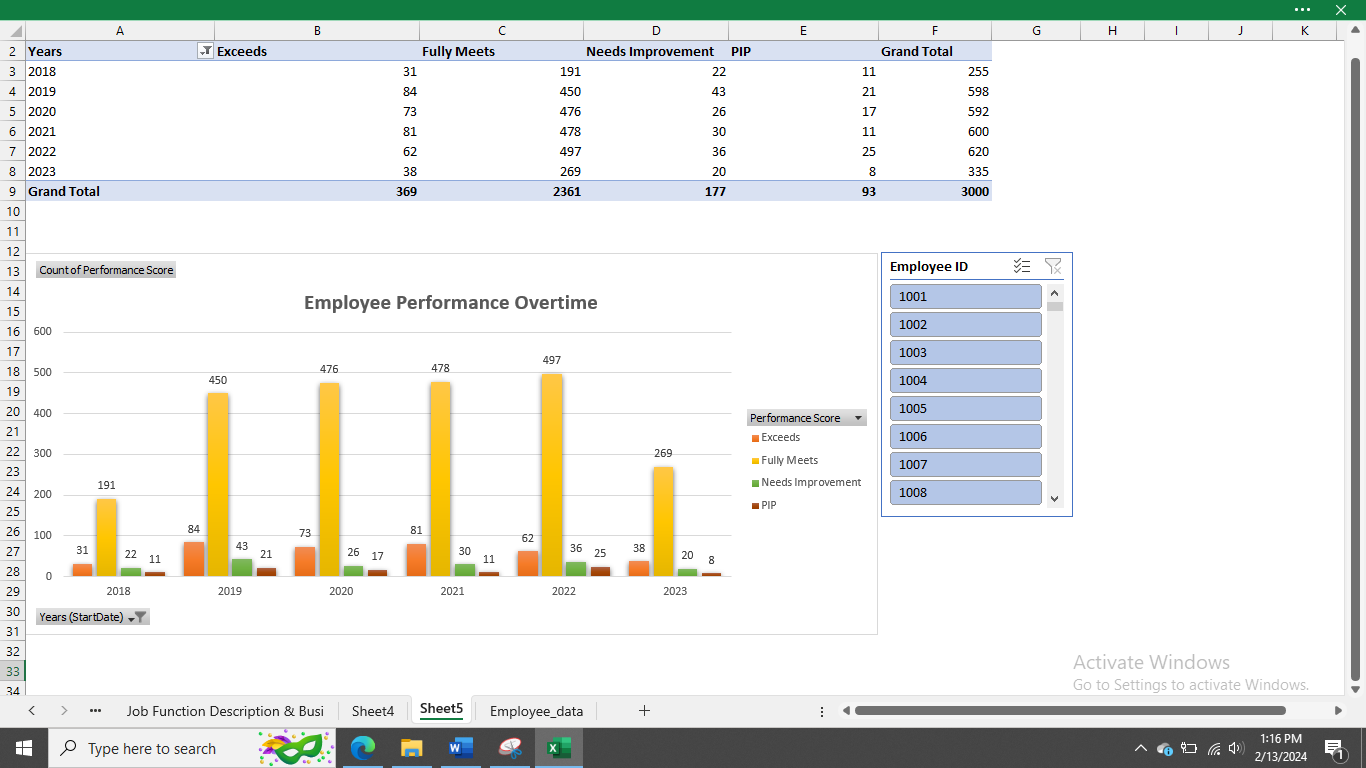 A B C D E F G H I J K
2 Years Exceeds Fully Meets Needs Improvement PIP Grand Total
3 2018 31 191 22 11 255
4 2019 84 450 43 21 598
5 2020 73 476 26 17 592
6 2021 81 478 30 11 600
7 2022 62 497 36 25 620
8 2023 38 269 20 8 335
9 Grand Total 369 2361 177 93 3000
10
11
12
13
14
15
16
17
18
19
20
21
22
23
24
25
26
27
28
29
30
31
32
33
34
Count of Performance Score
Employee Performance Overtime
600
500
400
300
200
100
0
31 191 22 11
84 450 43 21
73 476 26 17
81 478 30 11
62 497 36 25
38 269 20 8
2018 2019 2020 2021 2022 2023
Years (StartDate)
Performance Score
Exceeds
Fully Meets
Needs Improvement
PIP
Employee ID
1001
1002
1003
1004
1005
1006
1007
1008
Activate Windows
Go to Settings to activate Windows.
Job Function Description & Busi Sheet4 Sheet5 Employee_data
Type here to search
1:16 PM
2/13/2024
1